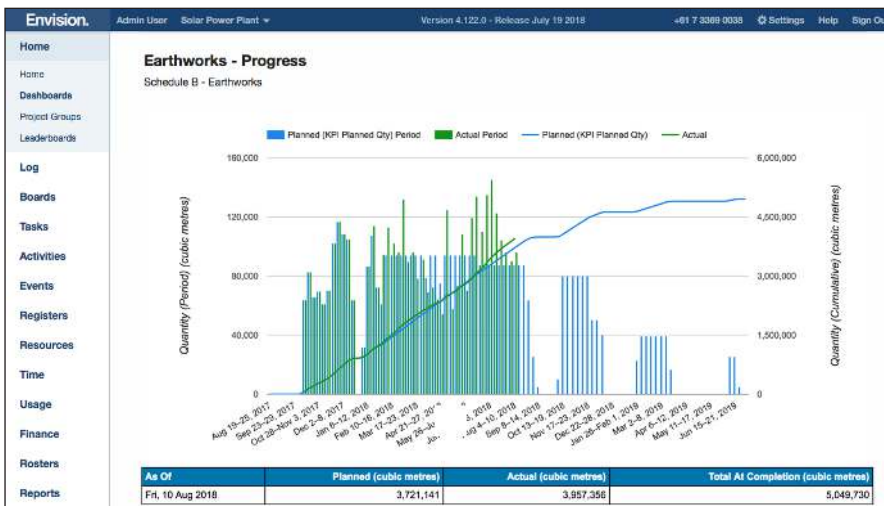 Envision.
Admin User Solar Power Plant Version 4.122.0 - Release July 19 2018 +61 7 3369 0038 Settings Help Sign Ou
Home
Home
Dashboards
Project Groups
Leaderboards
Log
Boards
Tasks
Activities
Events
Registers
Resources
Time
Usage
Finance
Rosters
Reports
Earthworks - Progress
Schedule B - Earthworks
Planned (KPI Planned Qty) Period Actual Period Planned (KPI Planned Qty) Actual
Quantity (Period) (cubic metres)
160,000
120,000
80,000
40,000
0
6,000,000
4,500,000
3,000,000
1,500,000
0
Quantity (Cumulative) (cubic metres)
Aug 19-25, 2017
Sep 23-29, 2017
Oct 28-Nov 3, 2017
Dec 2-8, 2017
Jan 6-12, 2018
Feb 10-16, 2018
Mar 17-23, 2018
Apr 21-27,
May 26-
2018
Aug 4-10, 2018
Sep 8-14, 2018
Oct 13-19, 2018
Nov 17-23, 2018
Dec 22-28, 2018
Jan 26-Feb 1, 2019
Mar 2-8, 2019
Apr 6-12, 2019
May 11-17, 2019
Jun 15-21, 2019
As Of Planned (cubic metres) Actual (cubic metres) Total At Completion (cubic metres)
Fri, 10 Aug 2018 3,721,141 3,957,356 5,049,730